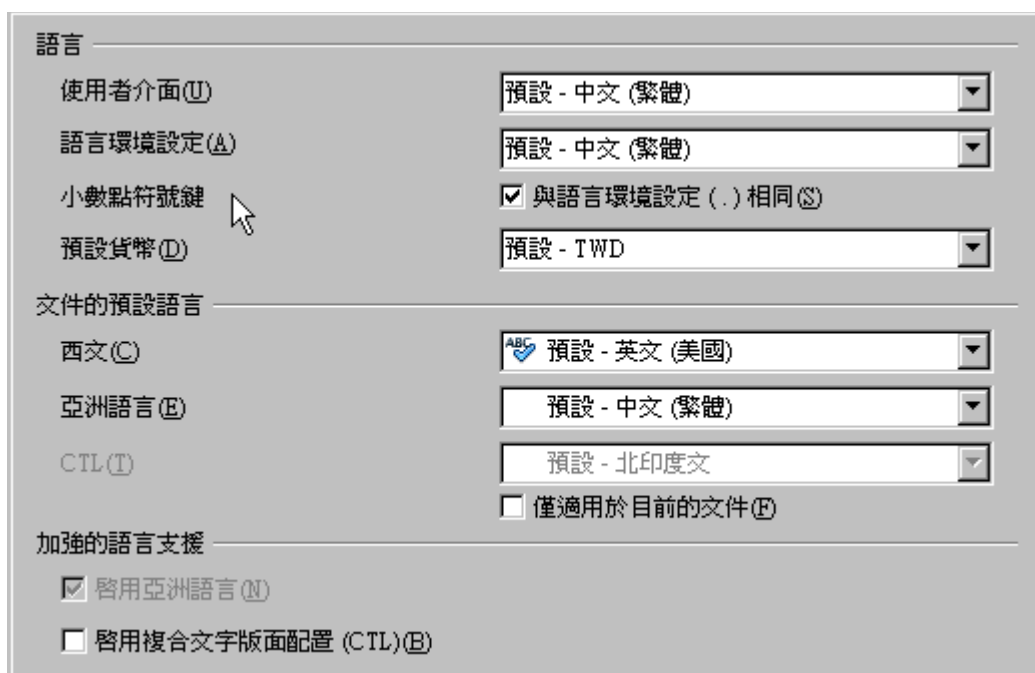 語言
使用者介面(U) 預設 - 中文 (繁體)
語言環境設定(A) 預設 - 中文 (繁體)
小數點符號鍵 與語言環境設定 ( . ) 相同(S)
預設貨幣(D) 預設 - TWD
文件的預設語言
西文(C) ABC 預設 - 英文 (美國)
亞洲語言(E) 預設 - 中文 (繁體)
CTL(T) 預設 - 北印度文
僅適用於目前的文件(F)
加強的語言支援
啓用亞洲語言(N)
啓用複合文字版面配置 (CTL)(B)